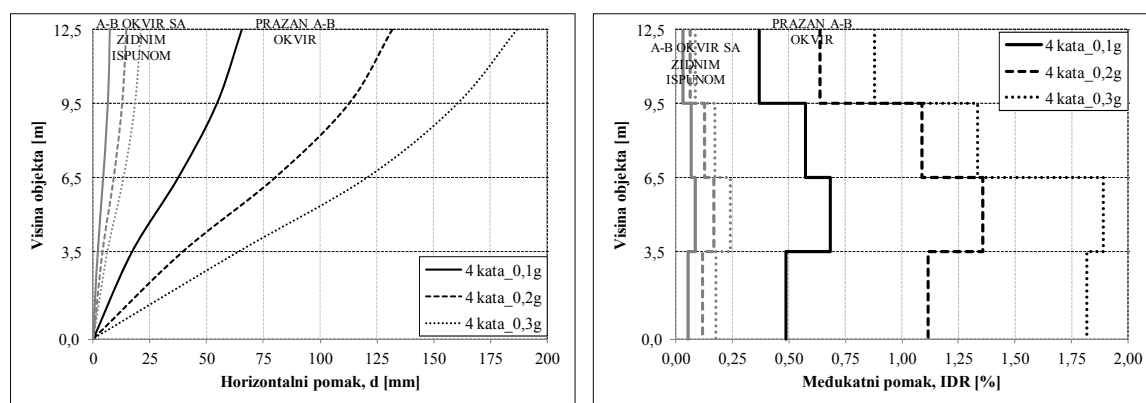 A-B OKVIR SA
ZIDNIM
ISPUNOM
PRAZAN A-B
OKVIR
12,5
9,5
6,5
3,5
0,0
Visina objekta [m]
4 kata_0,1g
4 kata_0,2g
4 kata_0,3g
0 25 50 75 100 125 150 175 200
Horizontalni pomak, d [mm]
PRAZAN A-B
OKVIR
A-B OKVIR SA
ZIDNIM
ISPUNOM
12,5
9,5
6,5
3,5
0,0
Visina objekta [m]
4 kata_0,1g
4 kata_0,2g
4 kata_0,3g
0,00 0,25 0,50 0,75 1,00 1,25 1,50 1,75 2,00
Međukatni pomak, IDR [%]